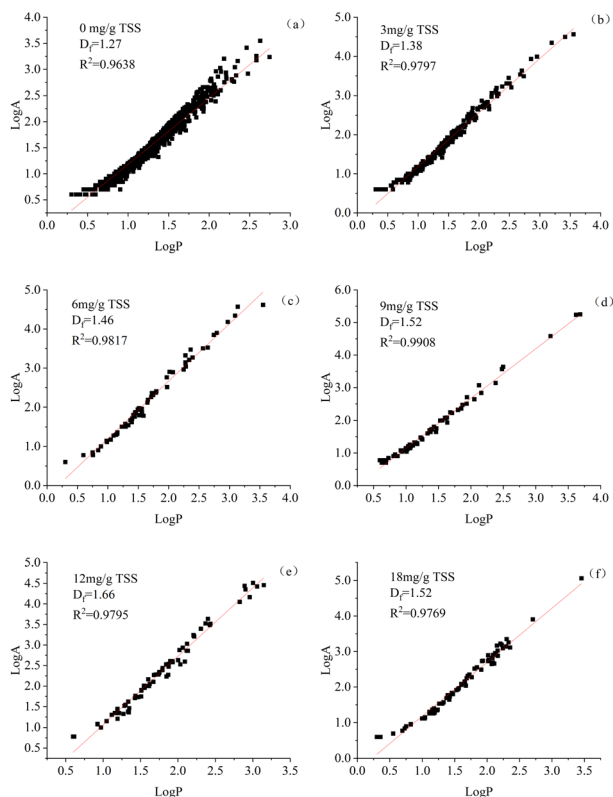 (a)
0 mg/g TSS
D_f=1.27
R²=0.9638
LogA
4.0
3.5
3.0
2.5
2.0
1.5
1.0
0.5
0.0 0.5 1.0 1.5 2.0 2.5 3.0
LogP
(b)
3mg/g TSS
D_f=1.38
R²=0.9797
LogA
5.0
4.0
3.0
2.0
1.0
0.0
0.0 0.5 1.0 1.5 2.0 2.5 3.0 3.5 4.0
LogP
(c)
6mg/g TSS
D_f=1.46
R²=0.9817
LogA
5.0
4.0
3.0
2.0
1.0
0.0
0.0 0.5 1.0 1.5 2.0 2.5 3.0 3.5 4.0
LogP
(d)
9mg/g TSS
D_f=1.52
R²=0.9908
LogA
6.0
5.0
4.0
3.0
2.0
1.0
0.0
0.0 0.5 1.0 1.5 2.0 2.5 3.0 3.5 4.0
LogP
(e)
12mg/g TSS
D_f=1.66
R²=0.9795
LogA
5.0
4.5
4.0
3.5
3.0
2.5
2.0
1.5
1.0
0.5
0.5 1.0 1.5 2.0 2.5 3.0 3.5
LogP
(f)
18mg/g TSS
D_f=1.52
R²=0.9769
LogA
5.0
4.0
3.0
2.0
1.0
0.0
0.0 0.5 1.0 1.5 2.0 2.5 3.0 3.5
LogP